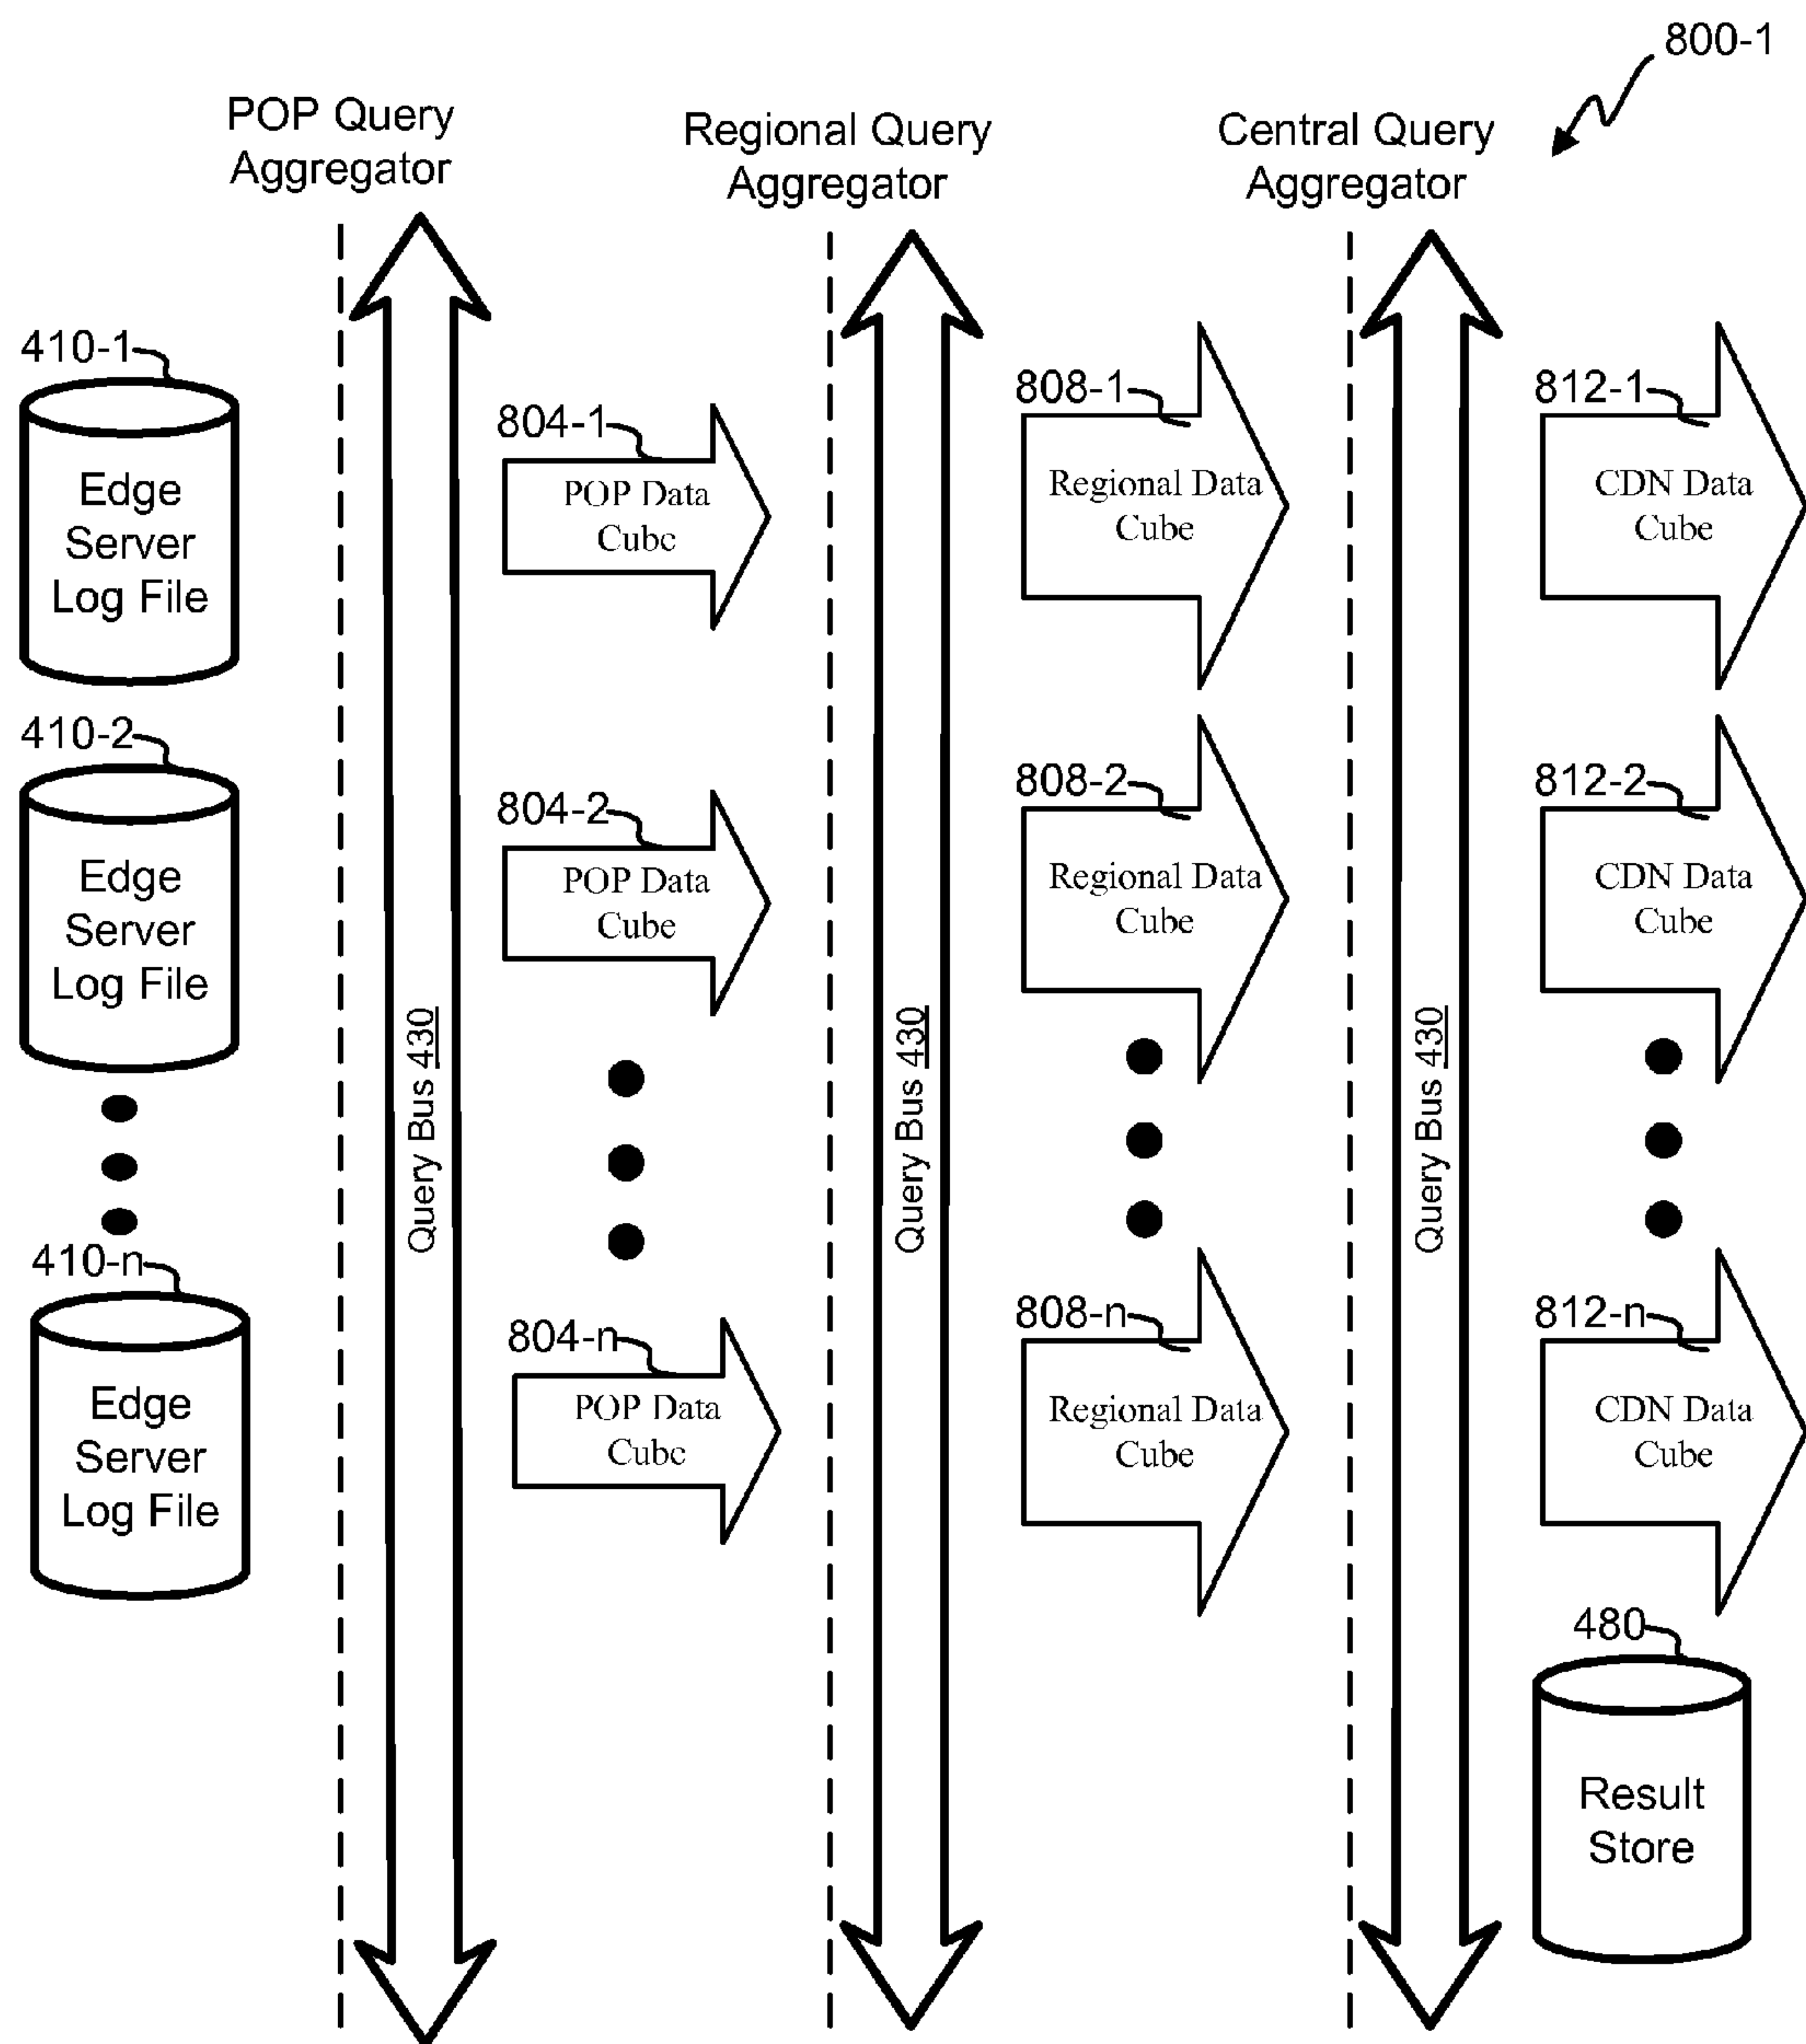 800-1
POP Query
Aggregator
Regional Query
Aggregator
Central Query
Aggregator
410-1
Edge
Server
Log File
804-1
POP Data
Cube
808-1
Regional Data
Cube
812-1
CDN Data
Cube
410-2
Edge
Server
Log File
804-2
POP Data
Cube
808-2
Regional Data
Cube
812-2
CDN Data
Cube
Query Bus 430
Query Bus 430
Query Bus 430
410-n
Edge
Server
Log File
804-n
POP Data
Cube
808-n
Regional Data
Cube
812-n
CDN Data
Cube
480
Result
Store